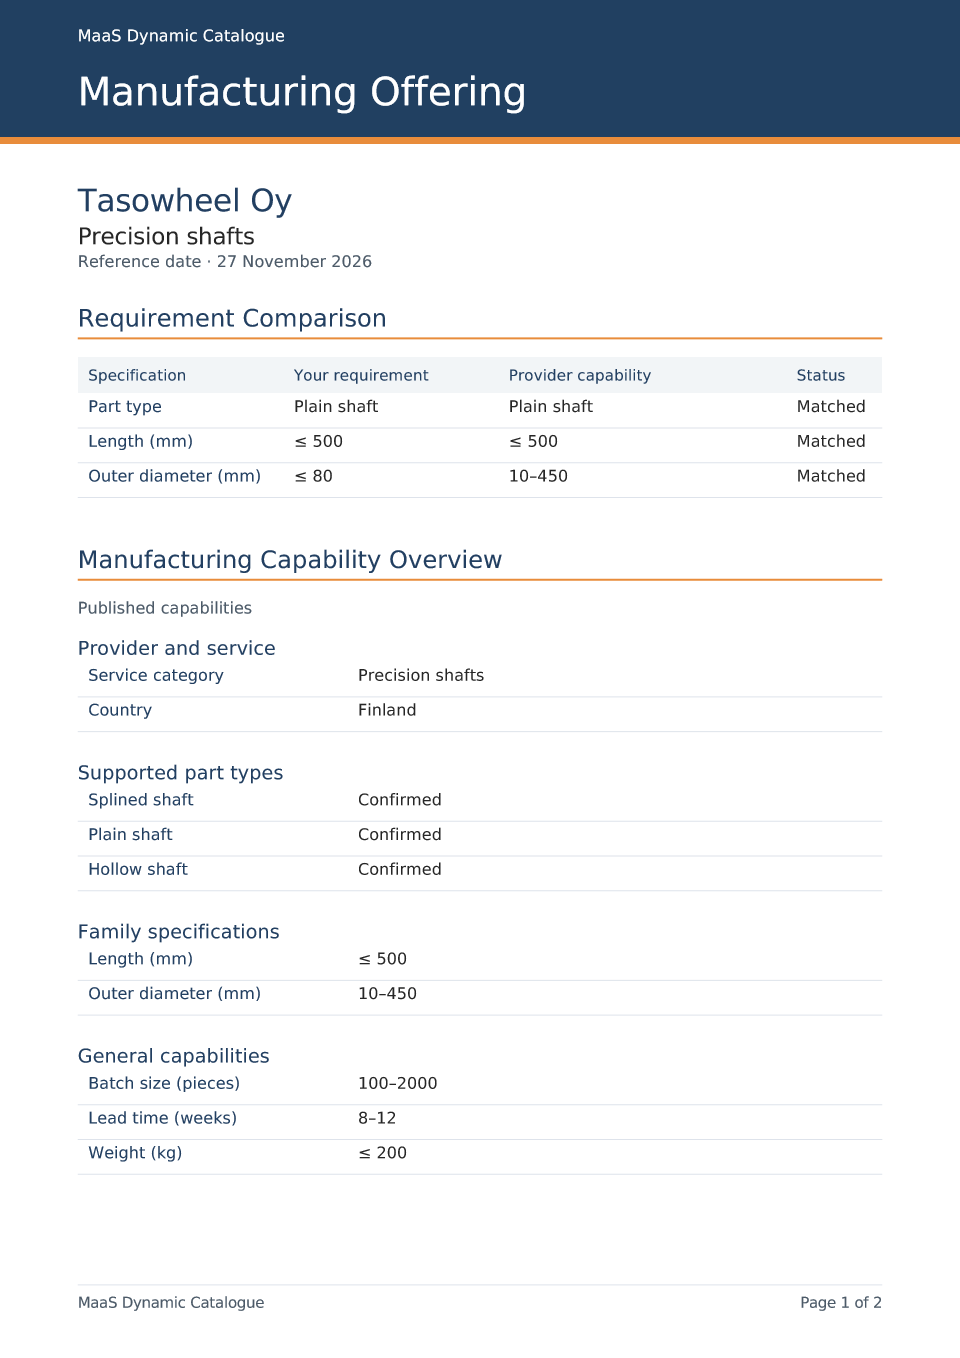 MaaS Dynamic Catalogue
Manufacturing Offering
Tasowheel Oy
Precision shafts
Reference date · 27 November 2026
Requirement Comparison
Specification Your requirement Provider capability Status
Part type Plain shaft Plain shaft Matched
Length (mm) ≤ 500 ≤ 500 Matched
Outer diameter (mm) ≤ 80 10–450 Matched
Manufacturing Capability Overview
Published capabilities
Provider and service
Service category Precision shafts
Country Finland
Supported part types
Splined shaft Confirmed
Plain shaft Confirmed
Hollow shaft Confirmed
Family specifications
Length (mm) ≤ 500
Outer diameter (mm) 10–450
General capabilities
Batch size (pieces) 100–2000
Lead time (weeks) 8–12
Weight (kg) ≤ 200
MaaS Dynamic Catalogue Page 1 of 2